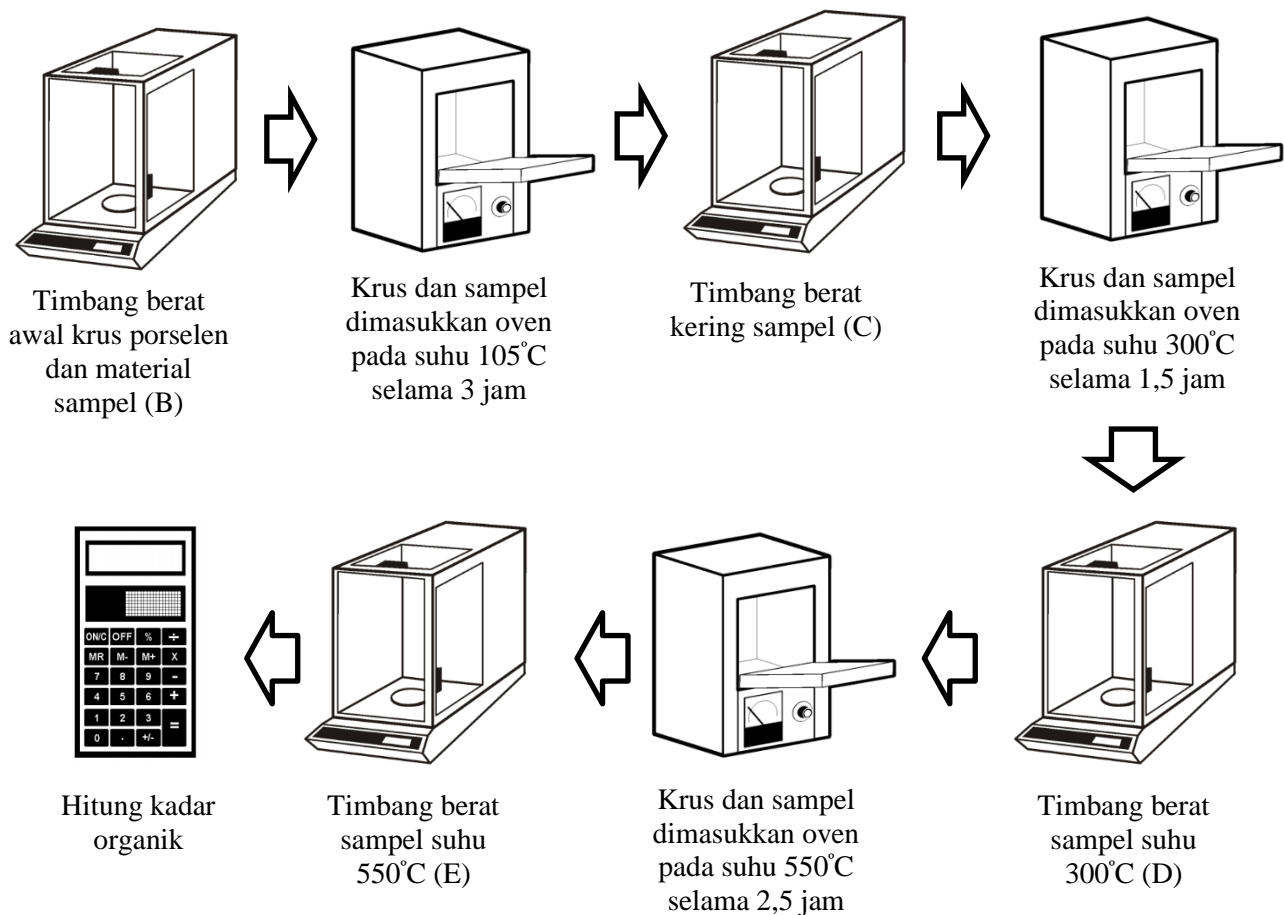 Timbang berat
awal krus porselen
dan material
sampel (B)
Krus dan sampel
dimasukkan oven
pada suhu 105°C
selama 3 jam
Timbang berat
kering sampel (C)
Krus dan sampel
dimasukkan oven
pada suhu 300°C
selama 1,5 jam
ON/C OFF % ÷
MR M- M+ X
7 8 9 -
4 5 6 +
1 2 3 =
0 . +/-
Hitung kadar
organik
Timbang berat
sampel suhu
550°C (E)
Krus dan sampel
dimasukkan oven
pada suhu 550°C
selama 2,5 jam
Timbang berat
sampel suhu
300°C (D)